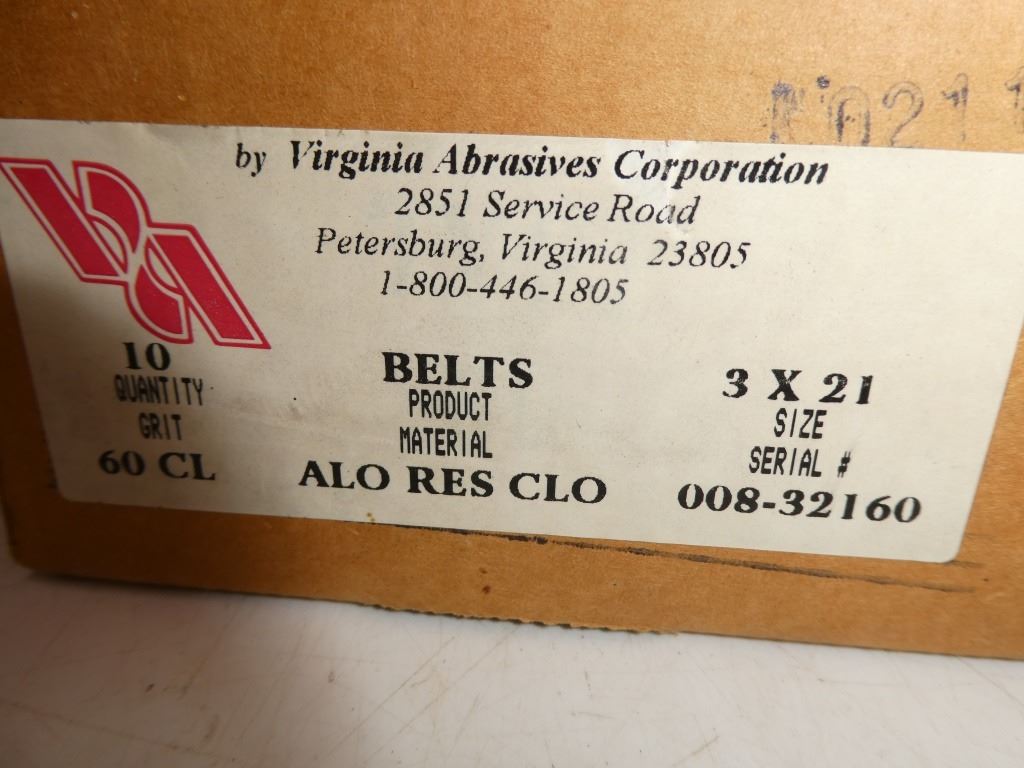 by Virginia Abrasives Corporation
2851 Service Road
Petersburg, Virginia 23805
1-800-446-1805
10 BELTS 3 X 21
QUANTITY PRODUCT SIZE
GRIT MATERIAL SERIAL #
60 CL ALO RES CLO 008-32160